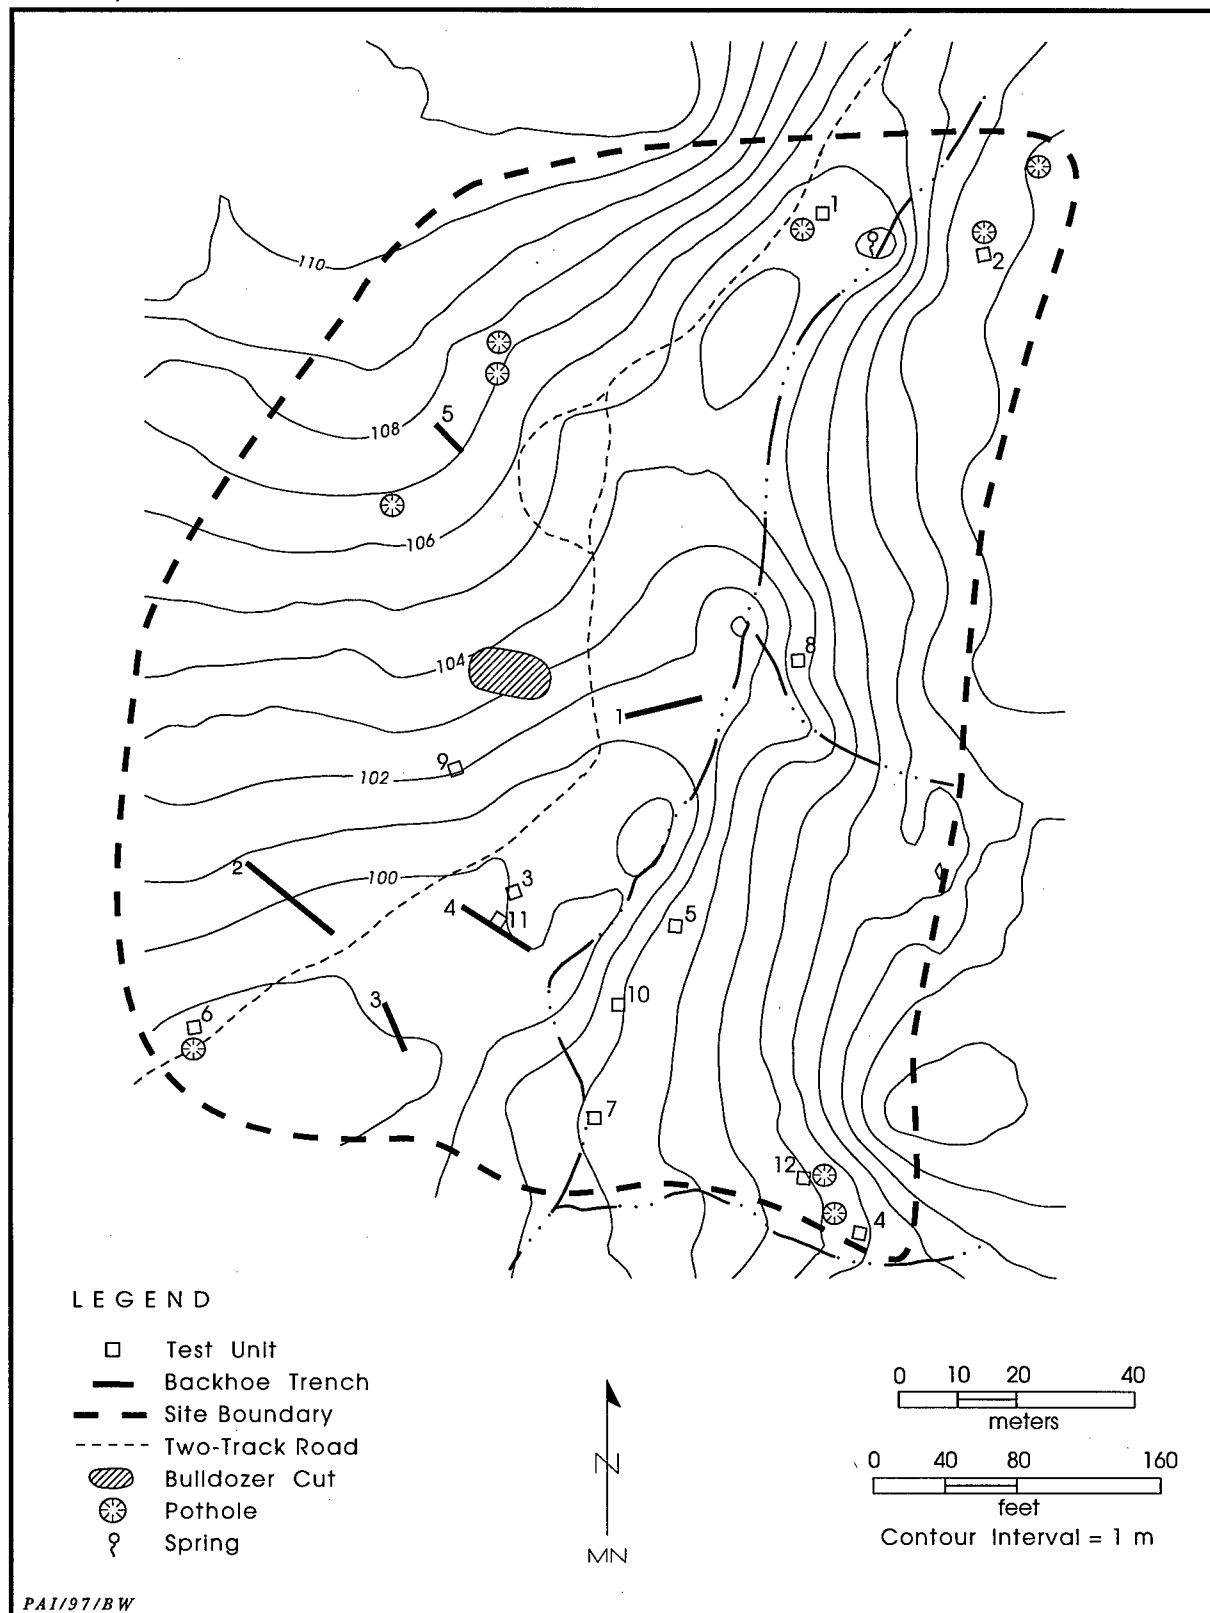 1
2
110
5
108
106
104
8
1
9
102
2
100
3
4
11
5
10
3
6
7
12
4
LEGEND
Test Unit
Backhoe Trench
Site Boundary
Two-Track Road
Bulldozer Cut
Pothole
Spring
N
MN
0 10 20 40
meters
0 40 80 160
feet
Contour Interval = 1 m
PAI/97/BW